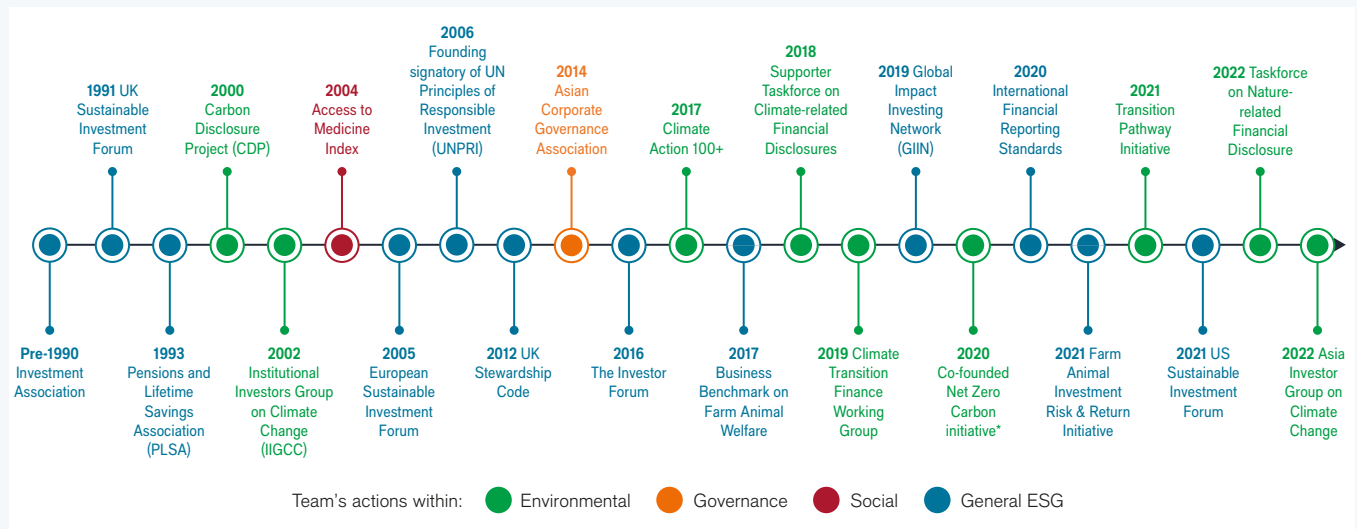 1991 UK
Sustainable
Investment
Forum
2000
Carbon
Disclosure
Project (CDP)
2004
Access to
Medicine
Index
2006
Founding
signatory of UN
Principles of
Responsible
Investment
(UNPRI)
2014
Asian
Corporate
Governance
Association
2017
Climate
Action 100+
2018
Supporter
Taskforce on
Climate-related
Financial
Disclosures
2019 Global
Impact
Investing
Network
(GIIN)
2020
International
Financial
Reporting
Standards
2021
Transition
Pathway
Initiative
2022 Taskforce
on Nature-
related
Financial
Disclosure
Pre-1990
Investment
Association
1993
Pensions and
Lifetime
Savings
Association
(PLSA)
2002
Institutional
Investors Group
on Climate
Change
(IIGCC)
2005
European
Sustainable
Investment
Forum
2012 UK
Stewardship
Code
2016
The Investor
Forum
2017
Business
Benchmark on
Farm Animal
Welfare
2019 Climate
Transition
Finance
Working
Group
2020
Co-founded
Net Zero
Carbon
initiative*
2021 Farm
Animal
Investment
Risk & Return
Initiative
2021 US
Sustainable
Investment
Forum
2022 Asia
Investor
Group on
Climate
Change
Team's actions within: Environmental Governance Social General ESG